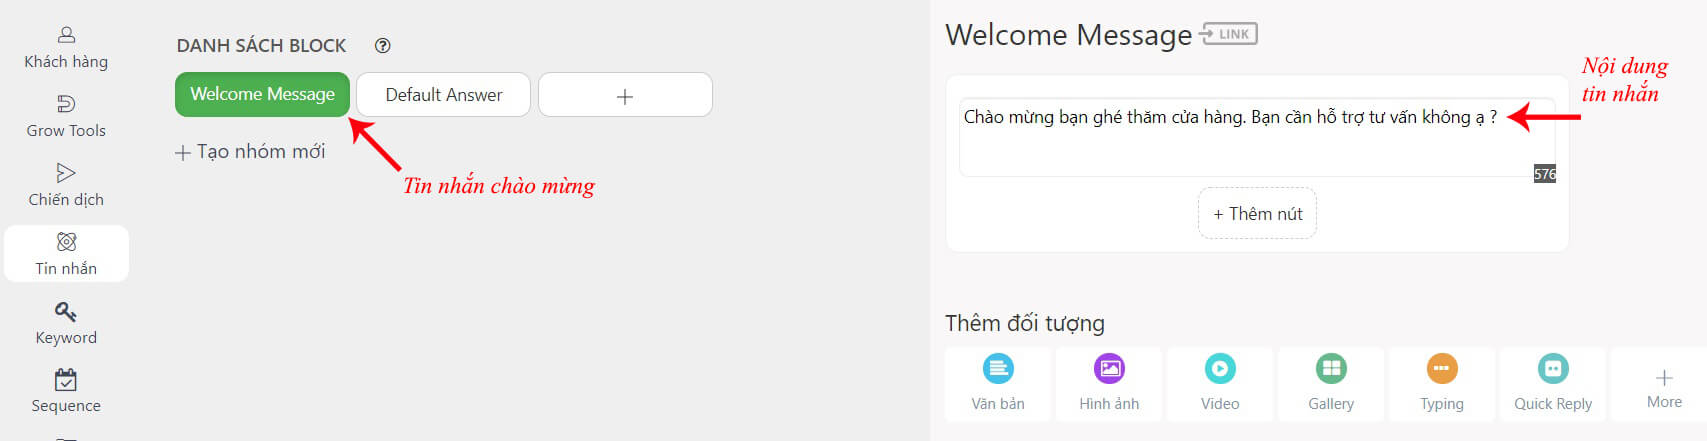 Khách hàng
Grow Tools
Chiến dịch
Tin nhắn
Keyword
Sequence
DANH SÁCH BLOCK ?
Welcome Message
Default Answer
+
+ Tạo nhóm mới
Tin nhắn chào mừng
Welcome Message LINK
Nội dung
tin nhắn
Chào mừng bạn ghé thăm cửa hàng. Bạn cần hỗ trợ tư vấn không ạ ?
576
+ Thêm nút
Thêm đối tượng
Văn bản
Hình ảnh
Video
Gallery
Typing
Quick Reply
+
More